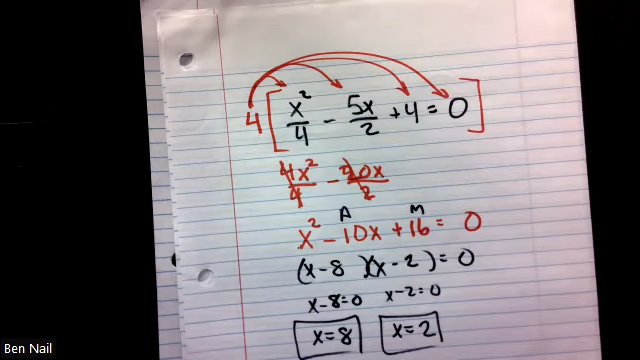 4[x²/4 - 5x/2 + 4 = 0]
4x²/4 - 20x/2
A M
x² - 10x + 16 = 0
(x-8)(x-2) = 0
x-8=0 x-2=0
x=8 x=2
Ben Nail